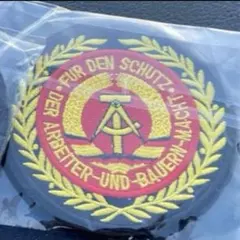 FÜR DEN SCHUTZ
DER ARBEITER-UND-BAUERN-MACHT